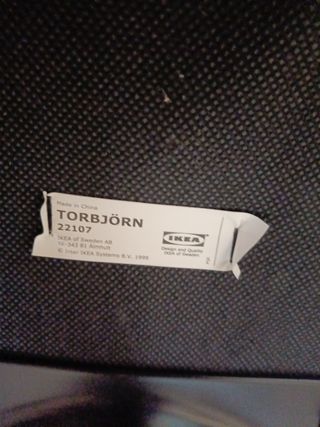 Made in China
TORBJÖRN
22107
IKEA of Sweden AB
SE-343 81 Älmhult
© Inter IKEA Systems B.V. 1999
IKEA
Design and Quality
IKEA of Sweden